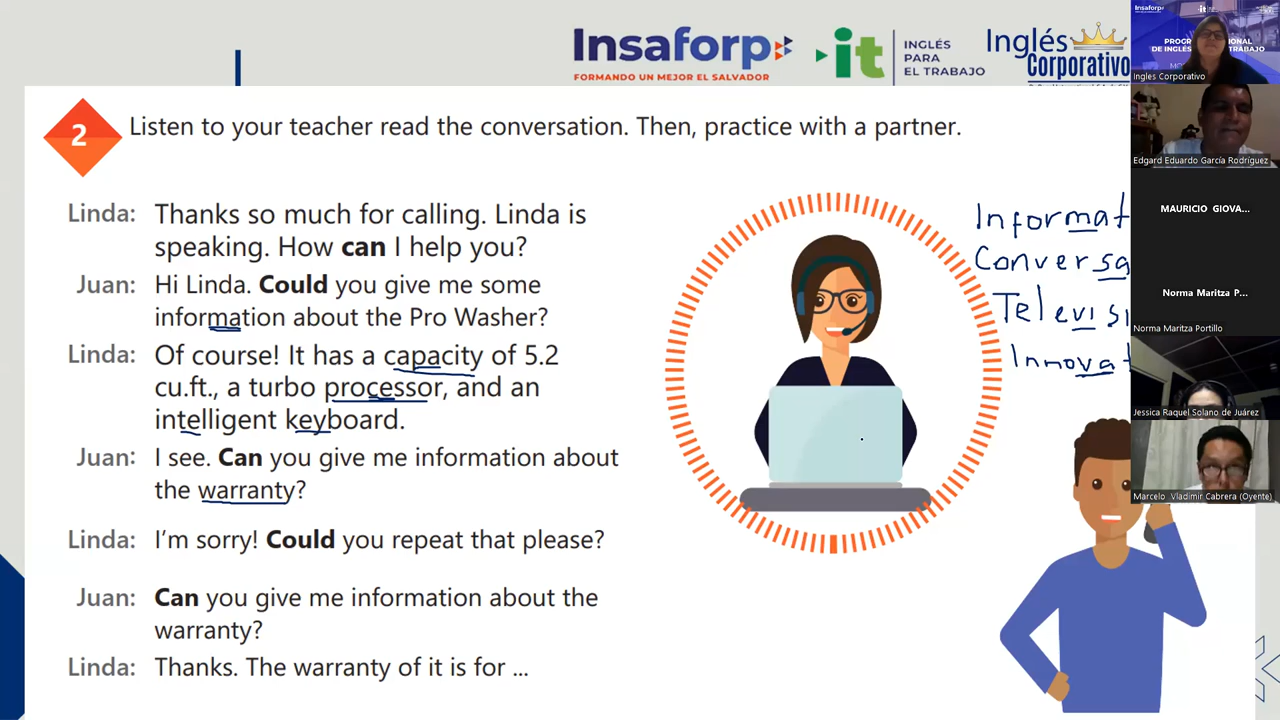 Insaforp
FORMANDO UN MEJOR EL SALVADOR
it
INGLÉS
PARA
EL TRABAJO
Inglés
Corporativo
2
Listen to your teacher read the conversation. Then, practice with a partner.
Linda: Thanks so much for calling. Linda is
speaking. How can I help you?
Juan: Hi Linda. Could you give me some
information about the Pro Washer?
Linda: Of course! It has a capacity of 5.2
cu.ft., a turbo processor, and an
intelligent keyboard.
Juan: I see. Can you give me information about
the warranty?
Linda: I'm sorry! Could you repeat that please?
Juan: Can you give me information about the
warranty?
Linda: Thanks. The warranty of it is for ...
Informat
Conversa
Televisi
Innovat
Insaforp
Ingles Corporativo
Edgard Eduardo García Rodríguez
MAURICIO GIOVA...
Norma Maritza P...
Norma Maritza Portillo
Jessica Raquel Solano de Juárez
Marcelo Vladimir Cabrera (Oyente)